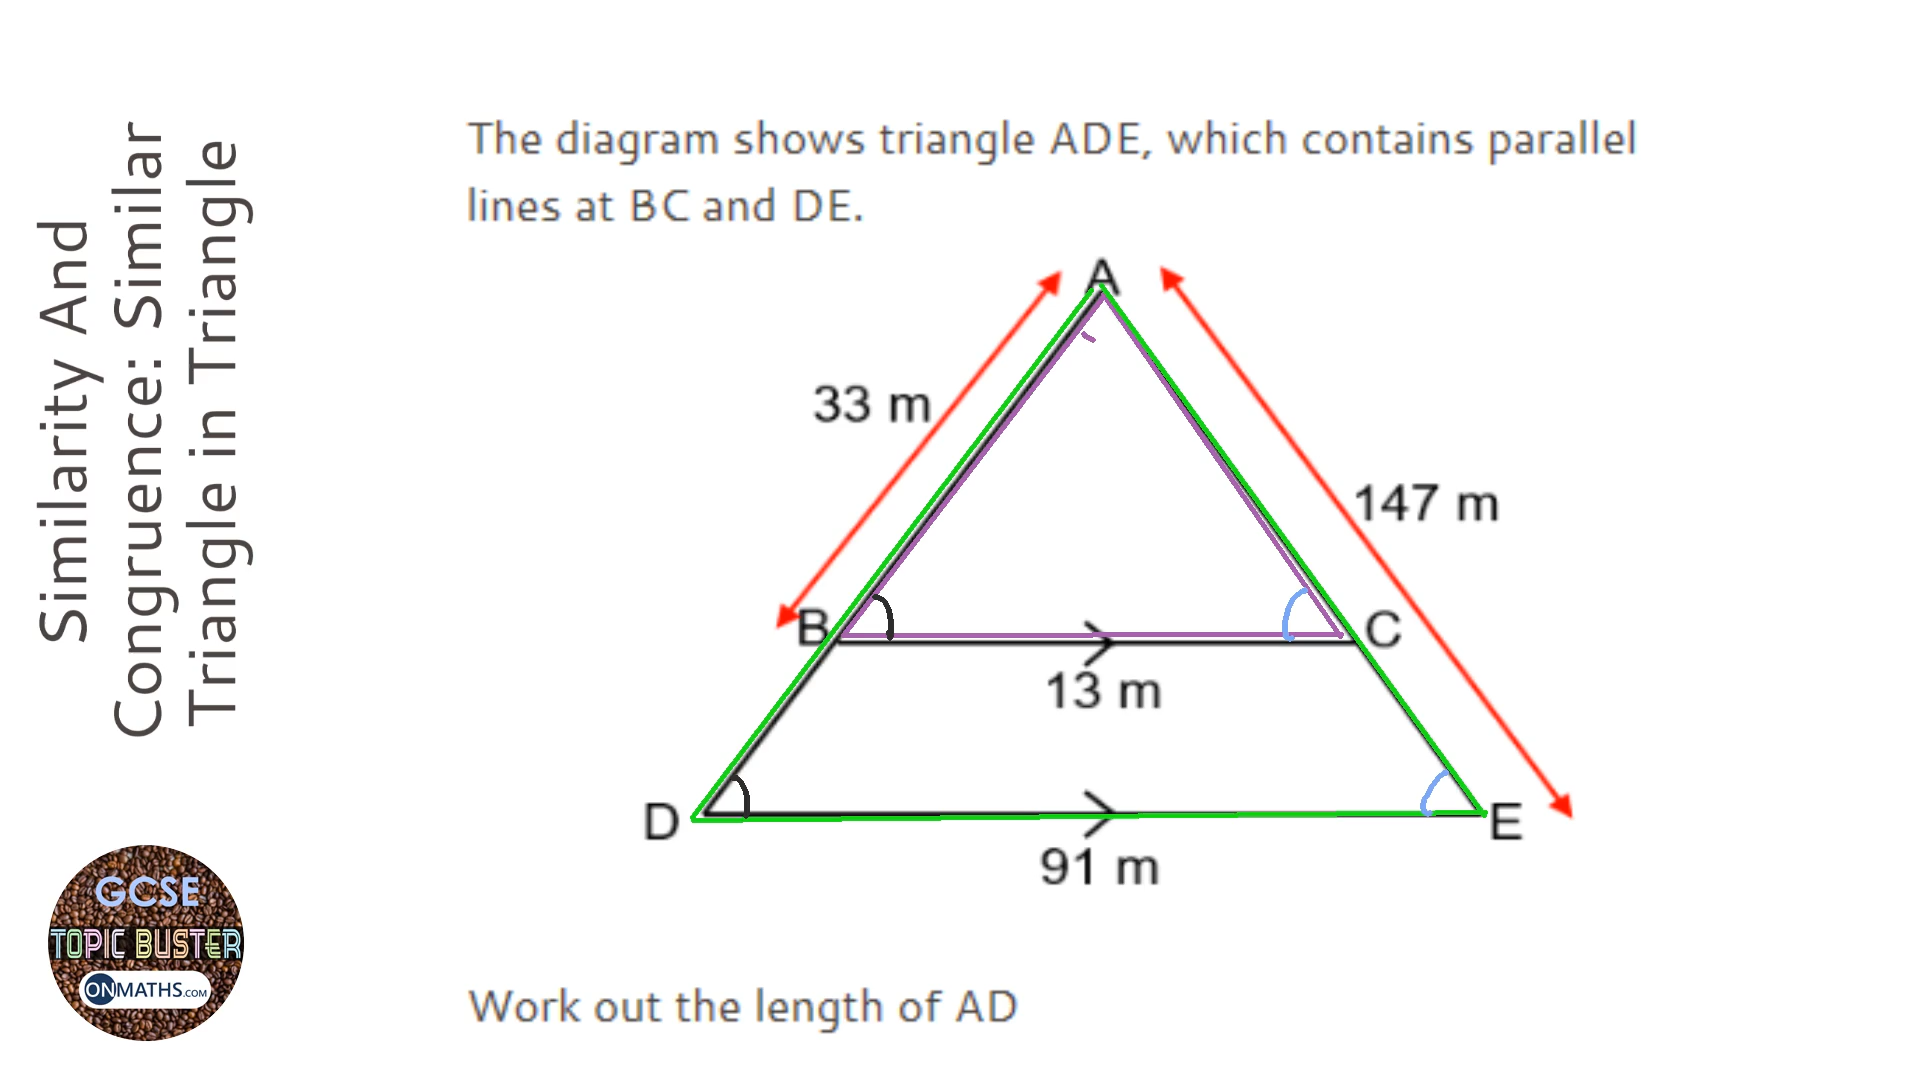 Similarity And
Congruence: Similar
Triangle in Triangle
The diagram shows triangle ADE, which contains parallel
lines at BC and DE.
A
33 m
147 m
B
C
13 m
D
E
91 m
Work out the length of AD
GCSE
TOPIC BUSTER
ONMATHS.COM